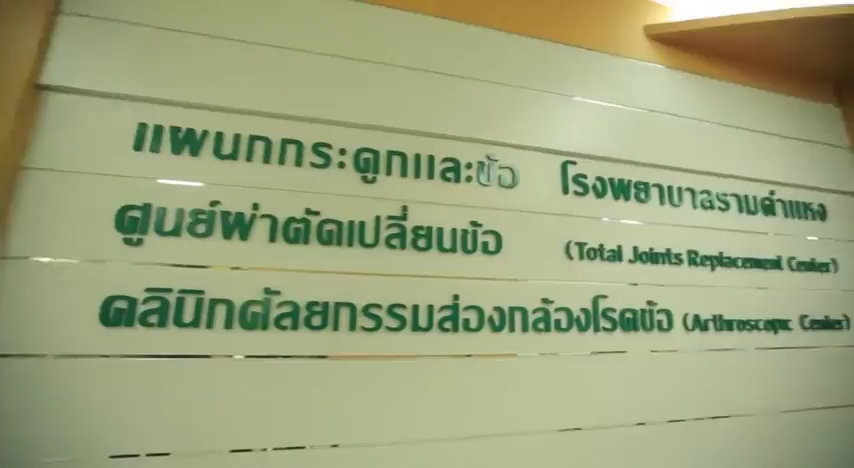 แผนกกระดูกและข้อ โรงพยาบาลรามคำแหง
ศูนย์ผ่าตัดเปลี่ยนข้อ (Total Joints Replacement Center)
คลินิกศัลยกรรมส่องกล้องโรคข้อ (Arthroscopic Center)